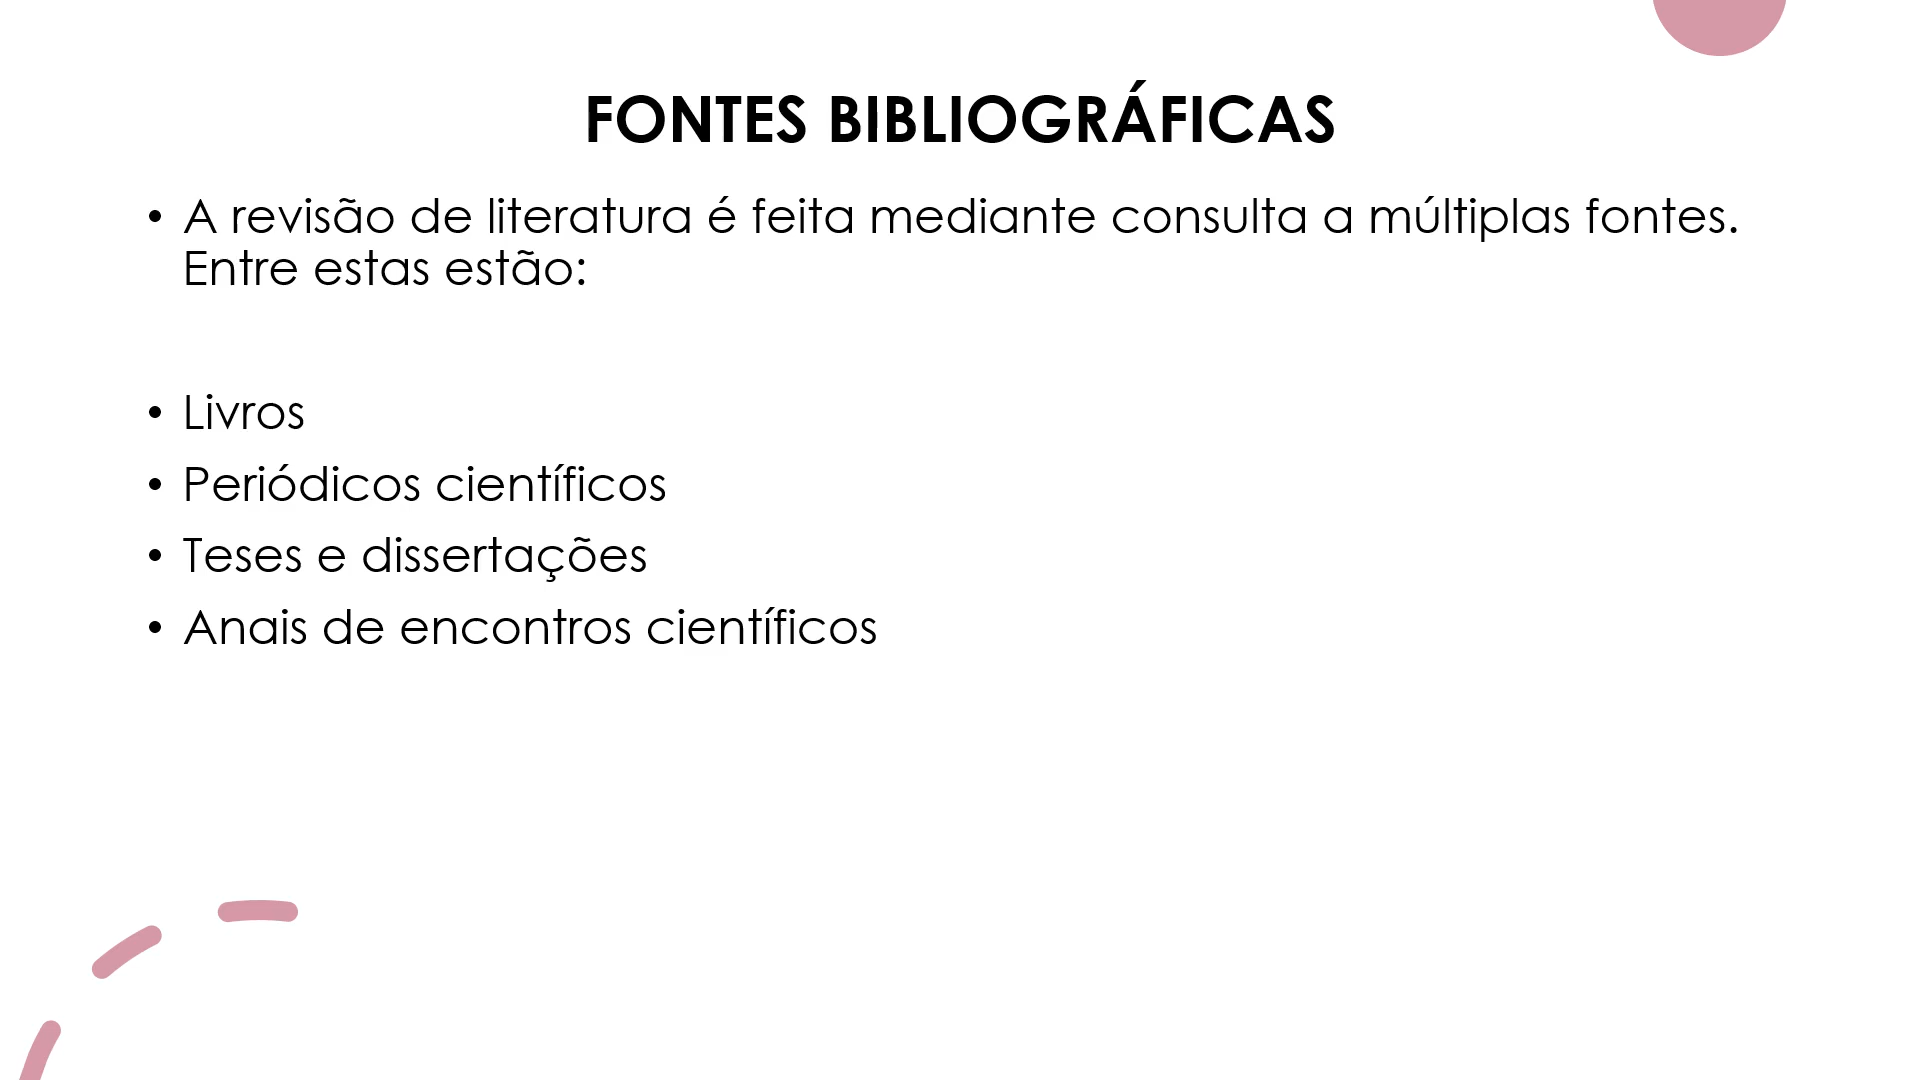 FONTES BIBLIOGRÁFICAS
• A revisão de literatura é feita mediante consulta a múltiplas fontes.
Entre estas estão:
• Livros
• Periódicos científicos
• Teses e dissertações
• Anais de encontros científicos